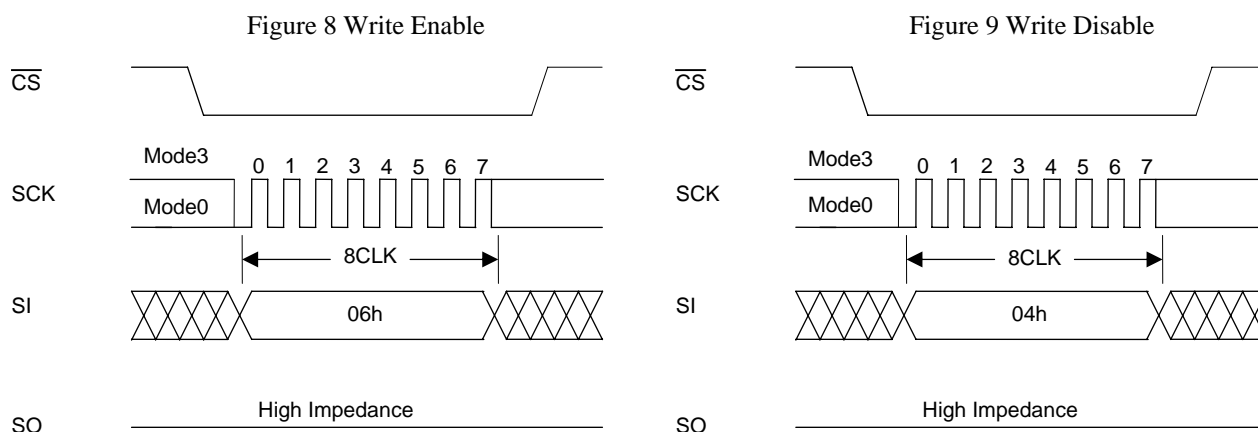 Figure 8 Write Enable
CS
Mode3
0 1 2 3 4 5 6 7
SCK
Mode0
8CLK
SI
06h
High Impedance
SO
Figure 9 Write Disable
CS
Mode3
0 1 2 3 4 5 6 7
SCK
Mode0
8CLK
SI
04h
High Impedance
SO